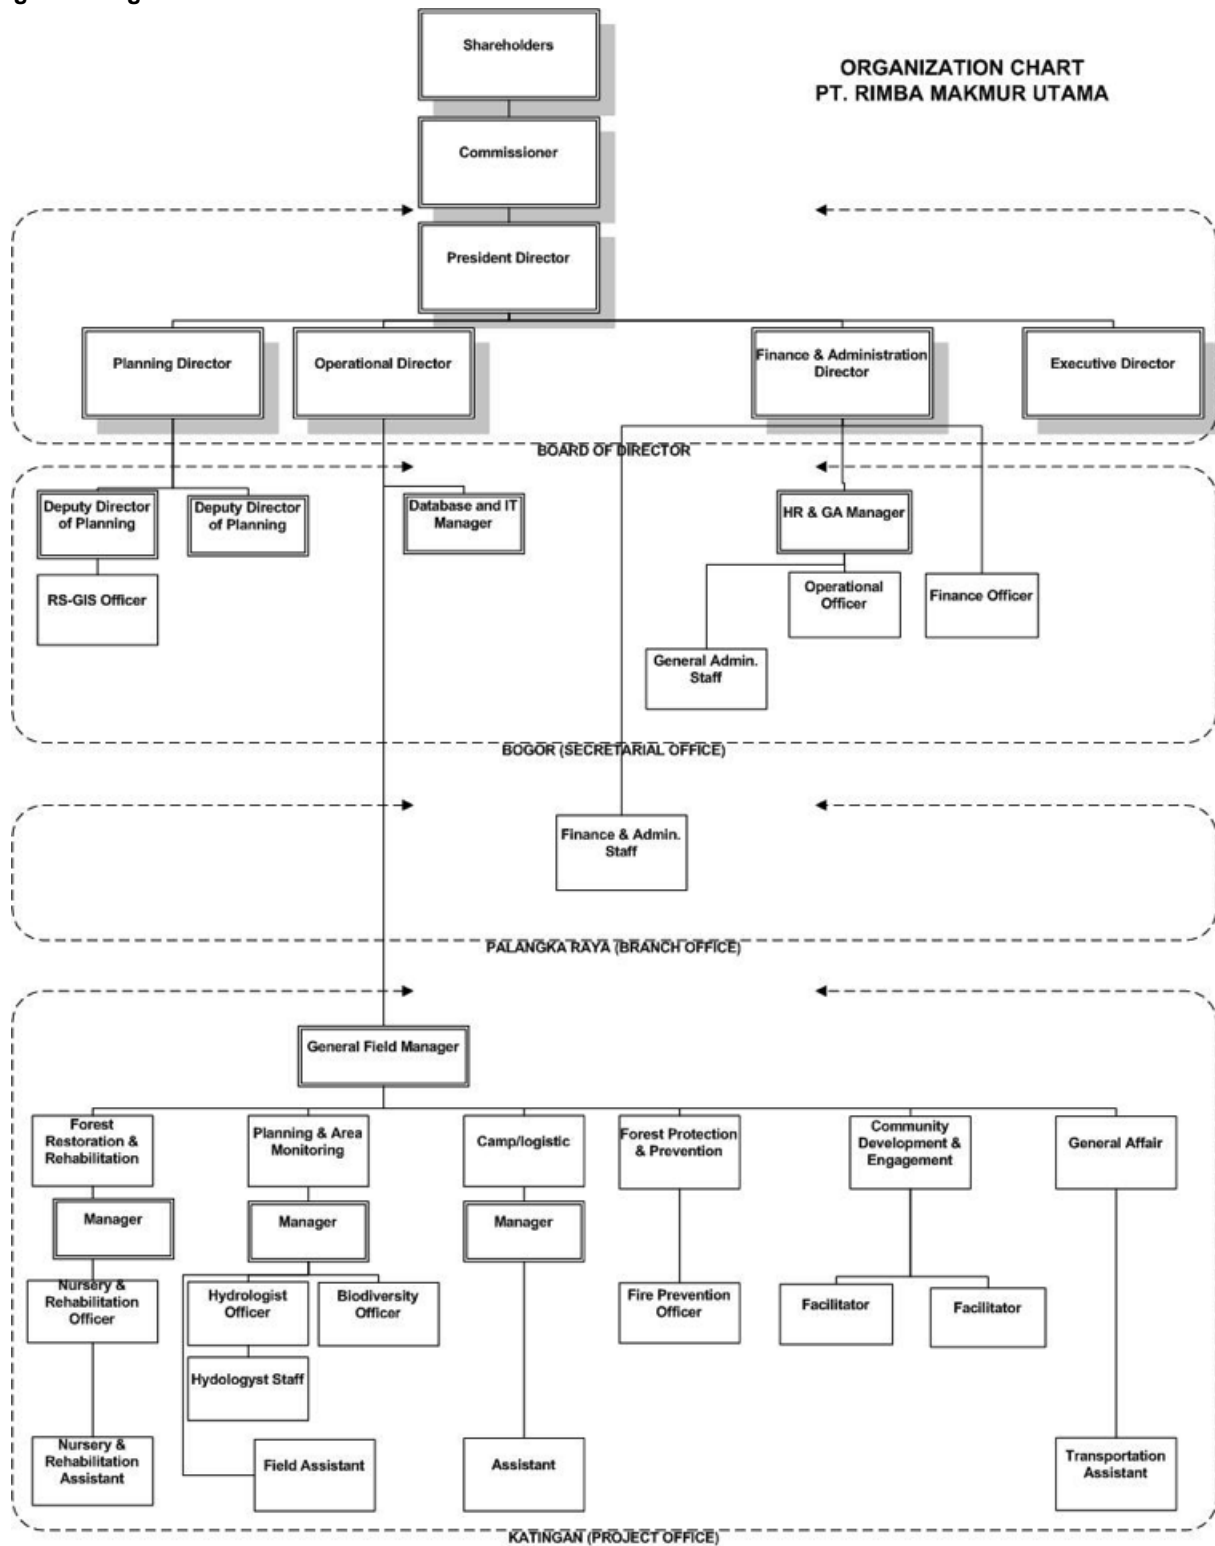 Shareholders
ORGANIZATION CHART
PT. RIMBA MAKMUR UTAMA
Commissioner
President Director
Planning Director
Operational Director
Finance & Administration
Director
Executive Director
BOARD OF DIRECTOR
Deputy Director
of Planning
Deputy Director
of Planning
Database and IT
Manager
HR & GA Manager
RS-GIS Officer
Operational
Officer
Finance Officer
General Admin.
Staff
BOGOR (SECRETARIAL OFFICE)
Finance & Admin.
Staff
PALANGKA RAYA (BRANCH OFFICE)
General Field Manager
Forest
Restoration &
Rehabilitation
Planning & Area
Monitoring
Camp/logistic
Forest Protection
& Prevention
Community
Development &
Engagement
General Affair
Manager
Manager
Manager
Nursery &
Rehabilitation
Officer
Hydrologist
Officer
Biodiversity
Officer
Fire Prevention
Officer
Facilitator
Facilitator
Hydologyst Staff
Nursery &
Rehabilitation
Assistant
Field Assistant
Assistant
Transportation
Assistant
KATINGAN (PROJECT OFFICE)